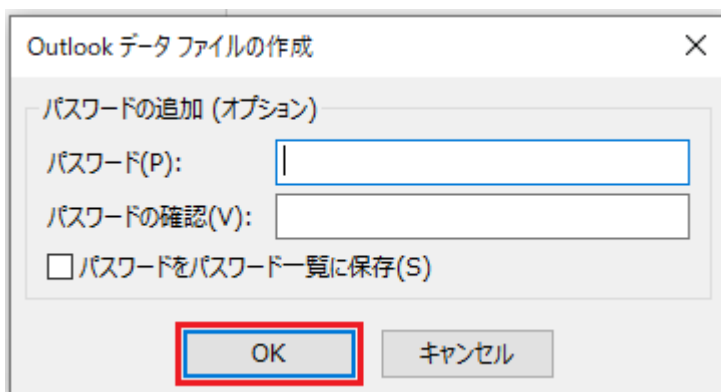 Outlook データ ファイルの作成
パスワードの追加 (オプション)
パスワード(P):
パスワードの確認(V):
パスワードをパスワード一覧に保存(S)
OK キャンセル